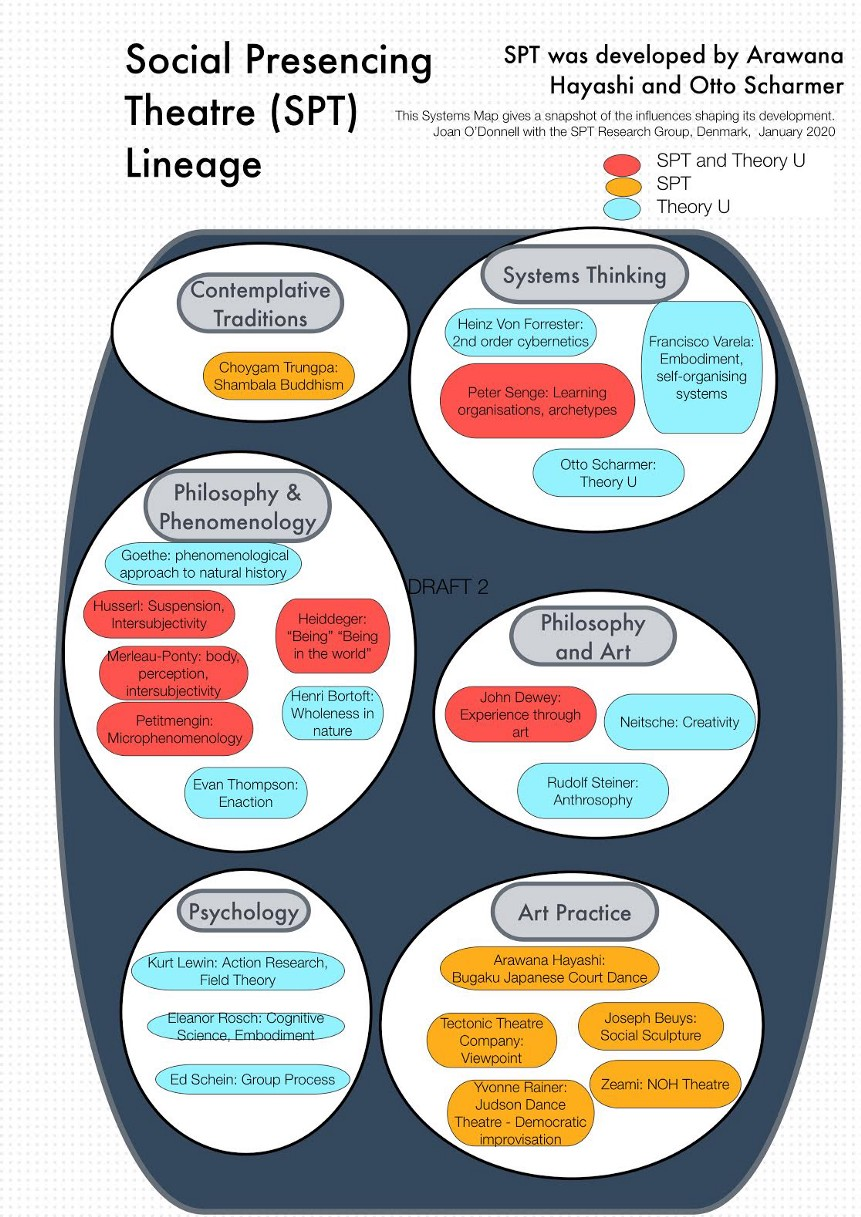 Social Presencing
Theatre (SPT)
Lineage
SPT was developed by Arawana
Hayashi and Otto Scharmer
This Systems Map gives a snapshot of the influences shaping its development.
Joan O'Donnell with the SPT Research Group, Denmark, January 2020
SPT and Theory U
SPT
Theory U
Contemplative
Traditions
Choygam Trungpa:
Shambala Buddhism
Systems Thinking
Heinz Von Forrester:
2nd order cybernetics
Francisco Varela:
Embodiment,
self-organising
systems
Peter Senge: Learning
organisations, archetypes
Otto Scharmer:
Theory U
Philosophy &
Phenomenology
Goethe: phenomenological
approach to natural history
Husserl: Suspension,
Intersubjectivity
Heiddeger:
“Being” “Being
in the world”
Merleau-Ponty: body,
perception,
intersubjectivity
Henri Bortoft:
Wholeness in
nature
Petitmengin:
Microphenomenology
Evan Thompson:
Enaction
DRAFT 2
Philosophy
and Art
John Dewey:
Experience through
art
Neitsche: Creativity
Rudolf Steiner:
Anthrosophy
Psychology
Kurt Lewin: Action Research,
Field Theory
Eleanor Rosch: Cognitive
Science, Embodiment
Ed Schein: Group Process
Art Practice
Arawana Hayashi:
Bugaku Japanese Court Dance
Tectonic Theatre
Company:
Viewpoint
Joseph Beuys:
Social Sculpture
Yvonne Rainer:
Judson Dance
Theatre - Democratic
improvisation
Zeami: NOH Theatre